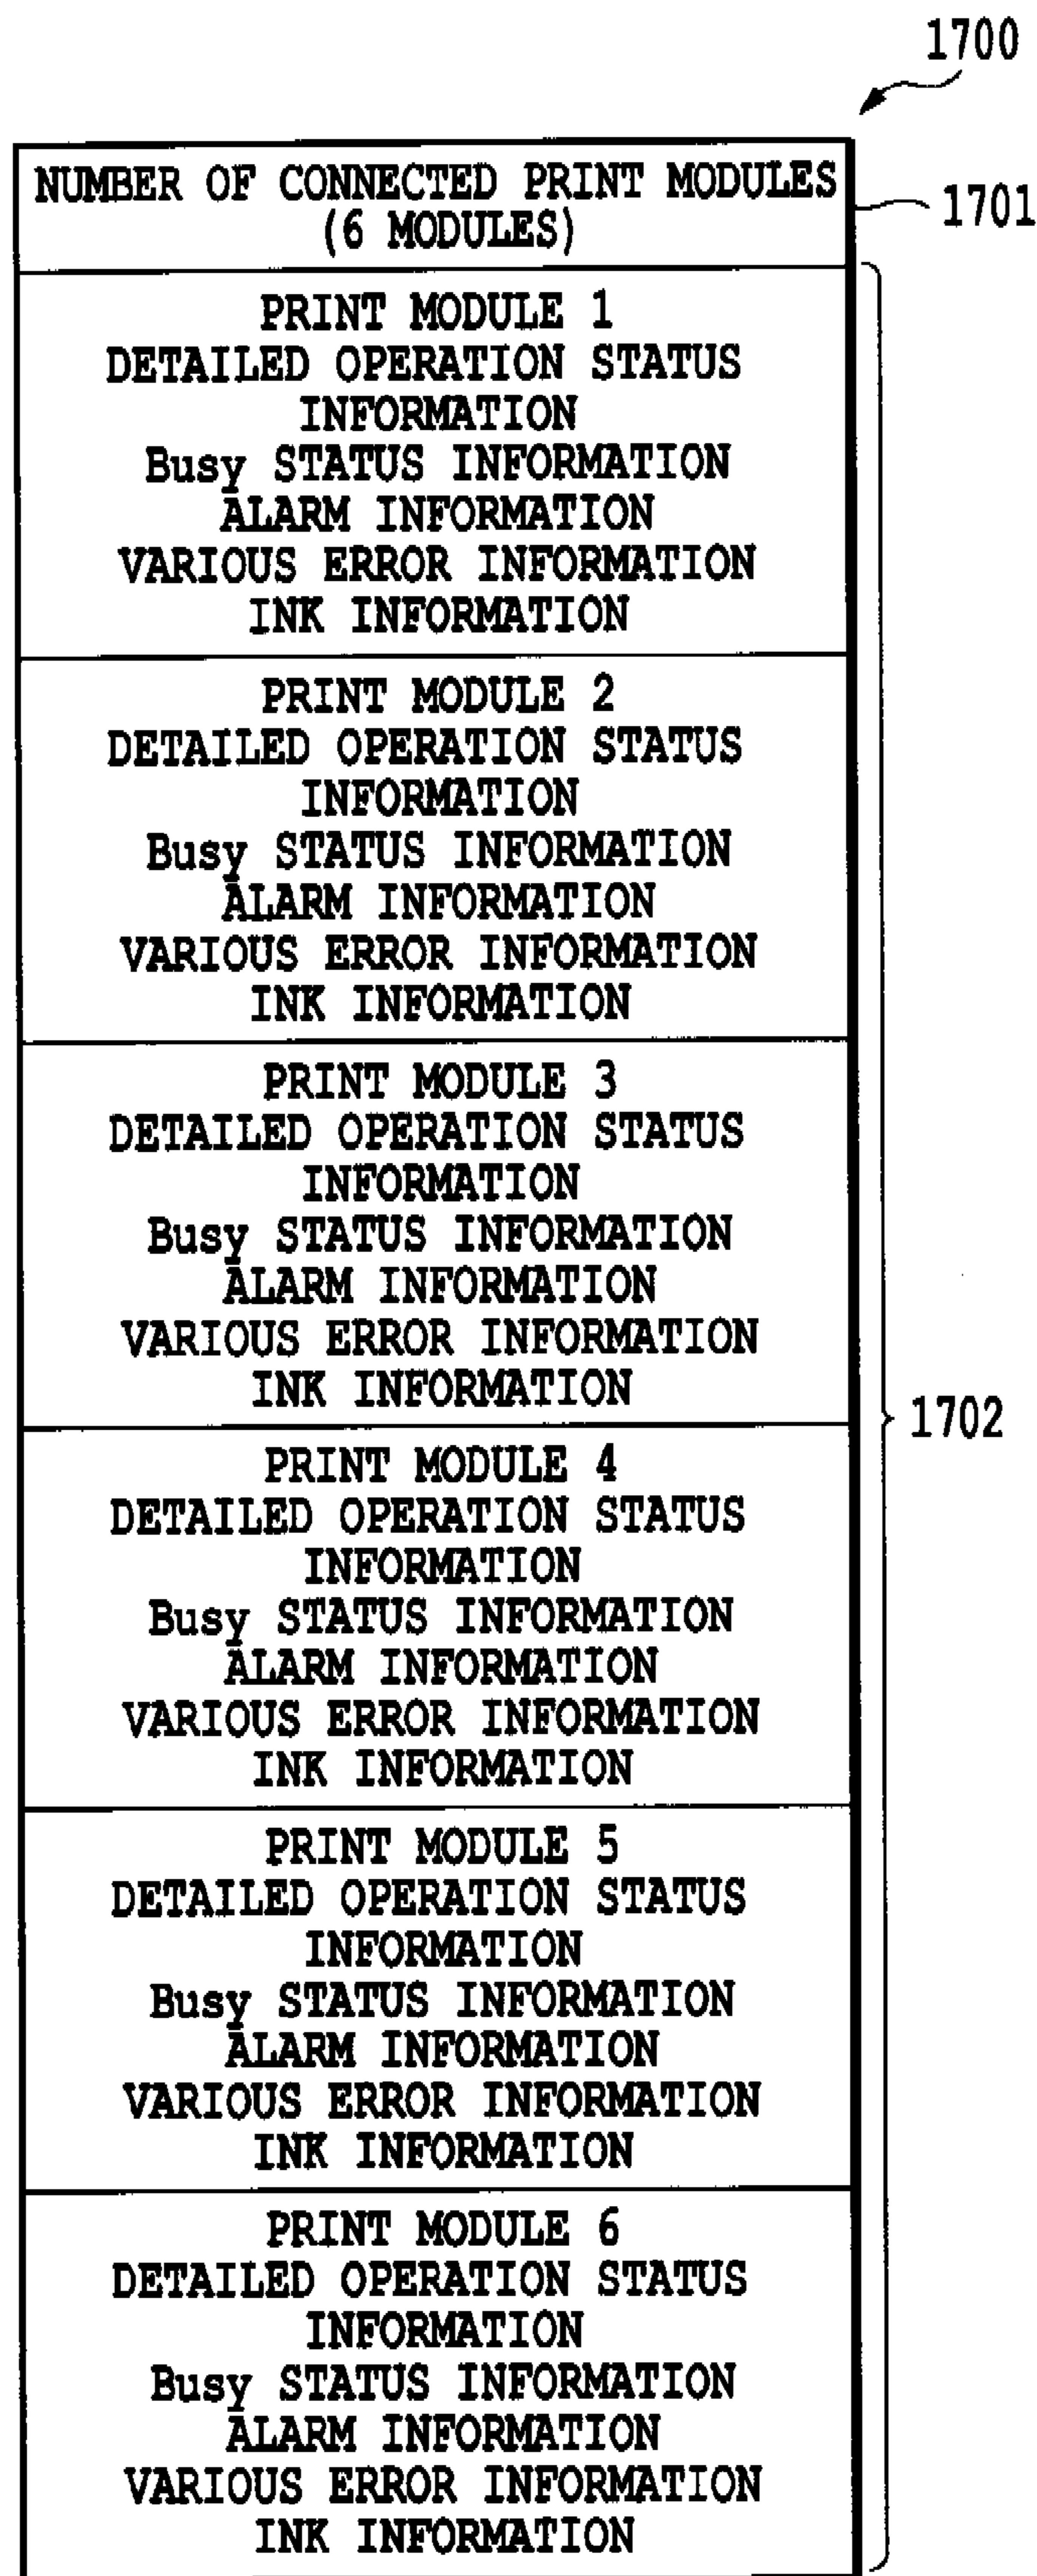 1700
NUMBER OF CONNECTED PRINT MODULES
(6 MODULES)
1701
PRINT MODULE 1
DETAILED OPERATION STATUS
INFORMATION
Busy STATUS INFORMATION
ALARM INFORMATION
VARIOUS ERROR INFORMATION
INK INFORMATION
PRINT MODULE 2
DETAILED OPERATION STATUS
INFORMATION
Busy STATUS INFORMATION
ALARM INFORMATION
VARIOUS ERROR INFORMATION
INK INFORMATION
PRINT MODULE 3
DETAILED OPERATION STATUS
INFORMATION
Busy STATUS INFORMATION
ALARM INFORMATION
VARIOUS ERROR INFORMATION
INK INFORMATION
1702
PRINT MODULE 4
DETAILED OPERATION STATUS
INFORMATION
Busy STATUS INFORMATION
ALARM INFORMATION
VARIOUS ERROR INFORMATION
INK INFORMATION
PRINT MODULE 5
DETAILED OPERATION STATUS
INFORMATION
Busy STATUS INFORMATION
ALARM INFORMATION
VARIOUS ERROR INFORMATION
INK INFORMATION
PRINT MODULE 6
DETAILED OPERATION STATUS
INFORMATION
Busy STATUS INFORMATION
ALARM INFORMATION
VARIOUS ERROR INFORMATION
INK INFORMATION